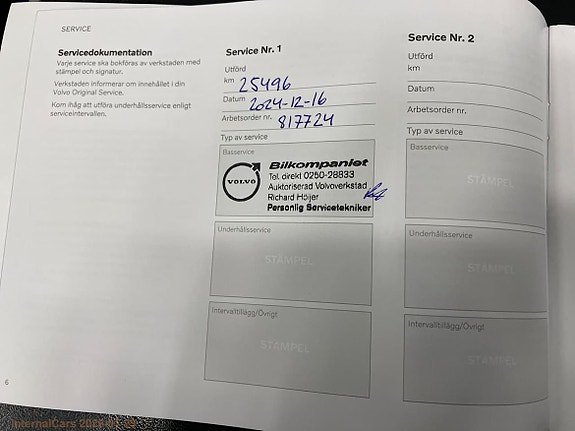 SERVICE
Servicedokumentation
Varje service ska bokföras av verkstaden med
stämpel och signatur.
Verkstaden informerar om innehållet i din
Volvo Original Service.
Kom ihåg att utföra underhållsservice enligt
serviceintervallen.
Service Nr. 1
Utförd
km 25496
Datum 2024-12-16
Arbetsorder nr. 817724
Typ av service
Basservice
VOLVO
Bilkompaniet
Tel. direkt 0250-28833
Auktoriserad Volvoverkstad
Richard Höijer
Personlig Servicetekniker
Underhållsservice
STÄMPEL
Intervalltillägg/Övrigt
STÄMPEL
Service Nr. 2
Utförd
km
Datum
Arbetsorder nr.
Typ av service
Basservice
STÄMPEL
Underhållsservice
STÄMPEL
Intervalltillägg/Övrigt
STÄMPEL
6
InternalCars